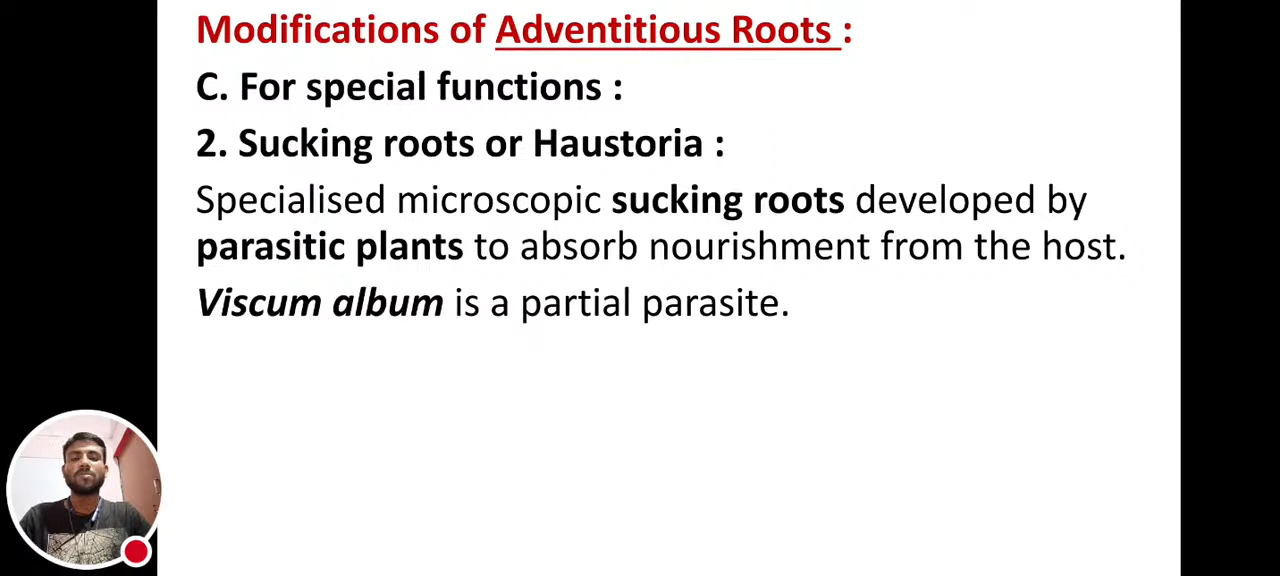 Modifications of Adventitious Roots :
C. For special functions :
2. Sucking roots or Haustoria :
Specialised microscopic sucking roots developed by
parasitic plants to absorb nourishment from the host.
Viscum album is a partial parasite.